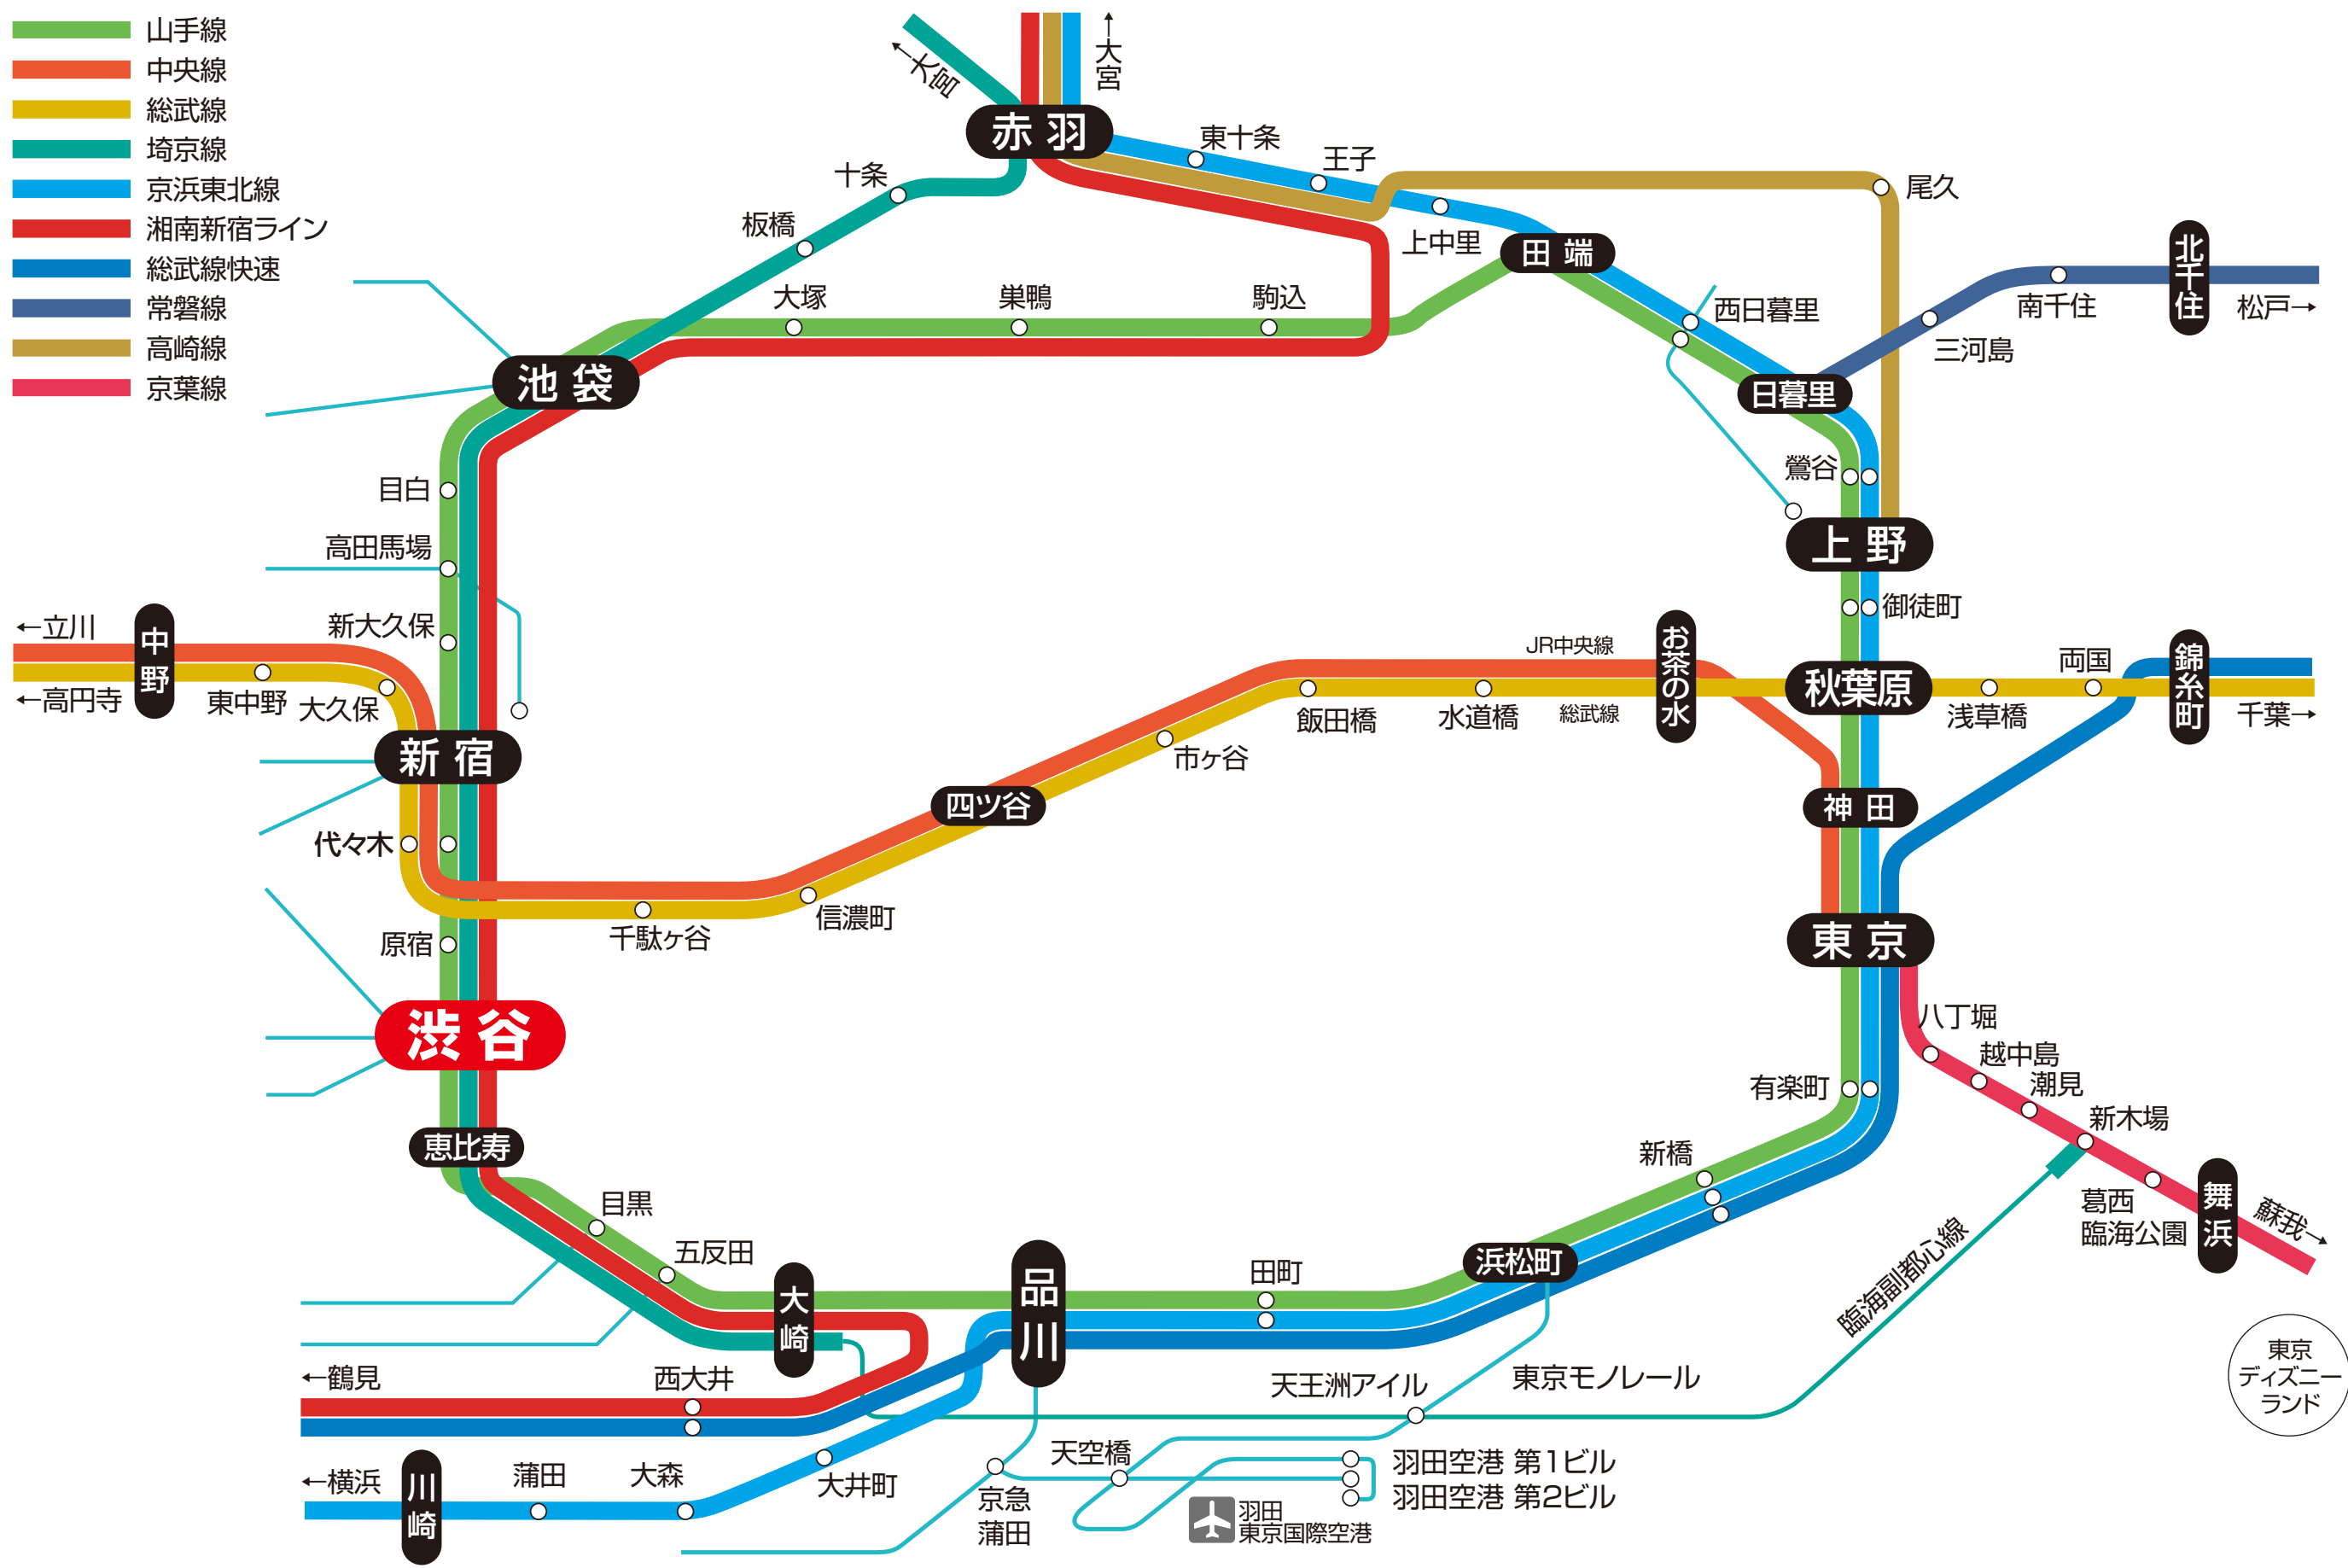 山手線
中央線
総武線
埼京線
京浜東北線
湘南新宿ライン
総武線快速
常磐線
高崎線
京葉線
←大宮
←大宮
赤羽
東十条
王子
上中里
田端
尾久
十条
板橋
大塚
巣鴨
駒込
西日暮里
日暮里
三河島
南千住
北千住
松戸→
池袋
目白
高田馬場
新大久保
鶯谷
上野
御徒町
←立川
←高円寺
中野
東中野
大久保
新宿
代々木
原宿
渋谷
恵比寿
千駄ヶ谷
信濃町
四ツ谷
市ヶ谷
飯田橋
水道橋
JR中央線
総武線
お茶の水
秋葉原
浅草橋
両国
錦糸町
千葉→
神田
東京
八丁堀
越中島
潮見
新木場
葛西
臨海公園
舞浜
蘇我→
有楽町
新橋
浜松町
田町
品川
大崎
五反田
目黒
臨海副都心線
東京モノレール
天王洲アイル
天空橋
京急
蒲田
羽田空港 第1ビル
羽田空港 第2ビル
羽田
東京国際空港
←鶴見
西大井
←横浜
川崎
蒲田
大森
大井町
東京
ディズニー
ランド